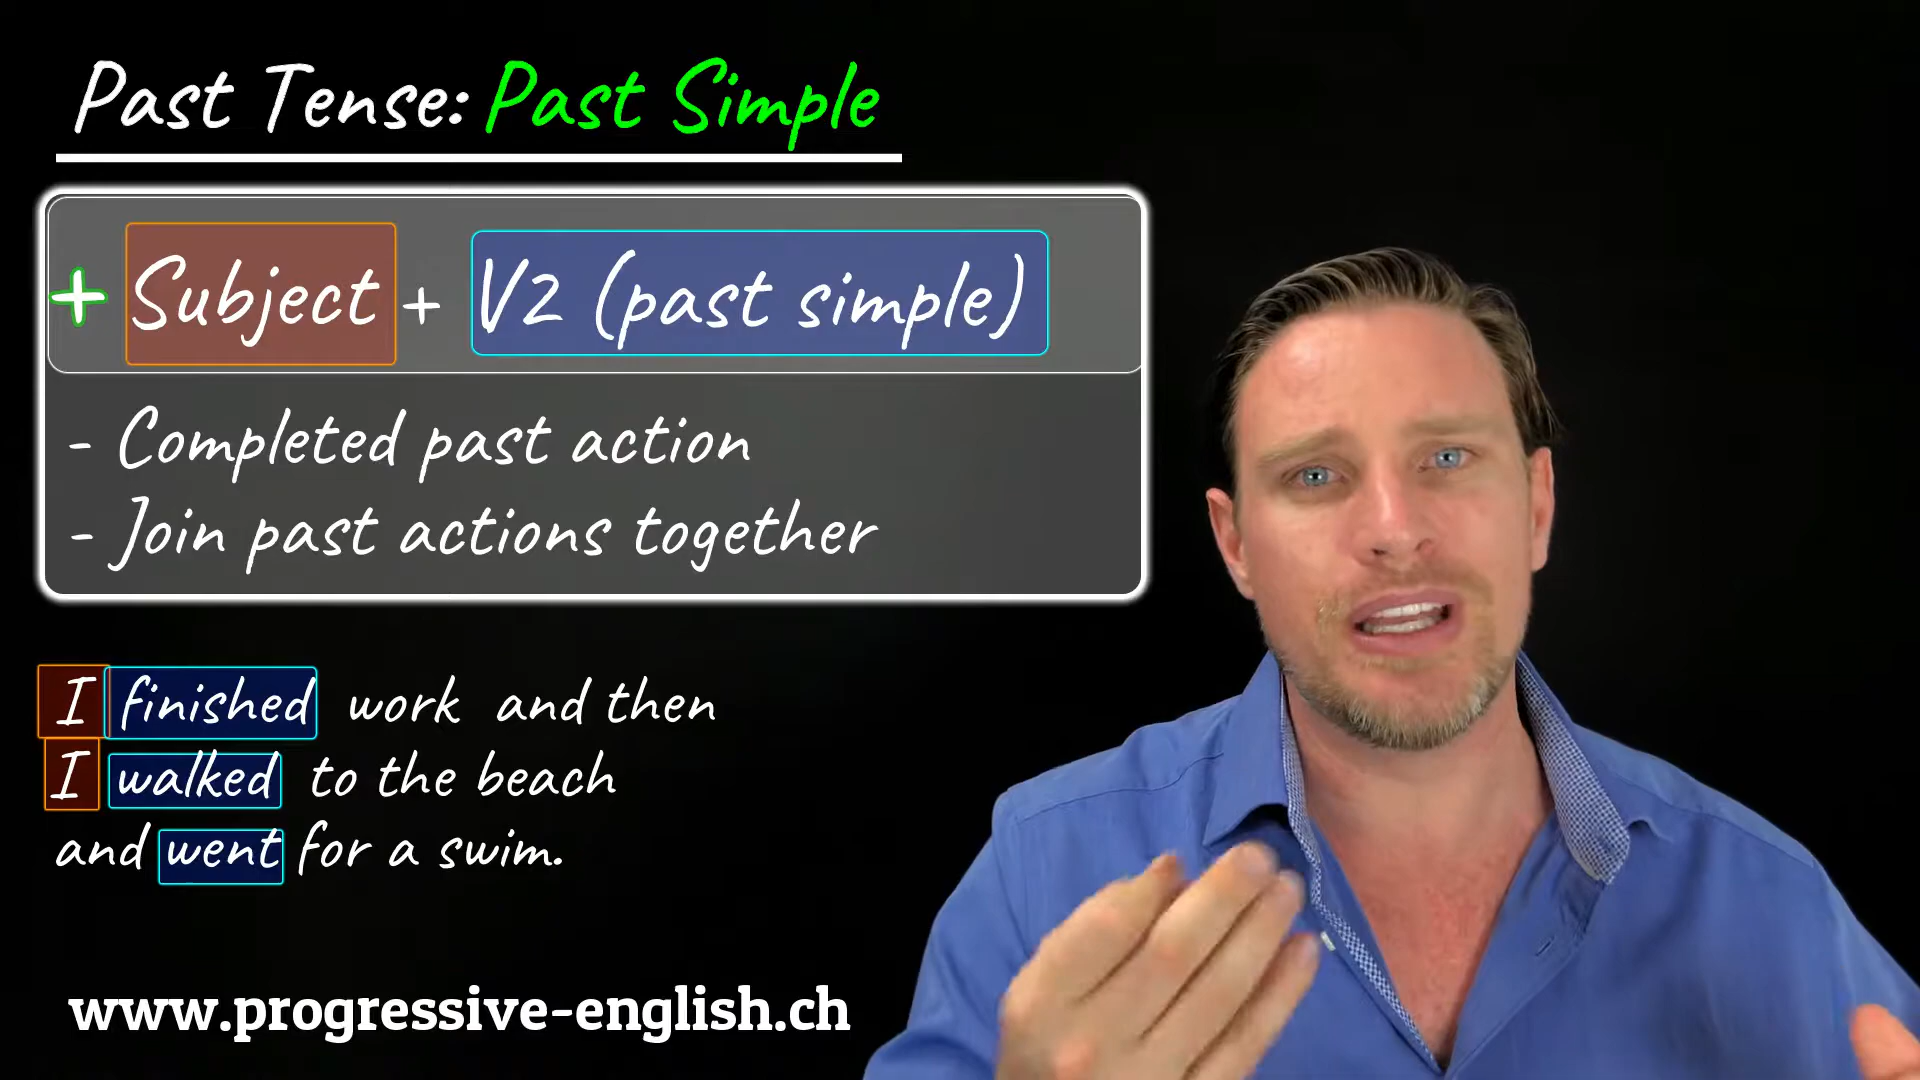 Past Tense: Past Simple
+ Subject + V2 (past simple)
- Completed past action
- Join past actions together
I finished work and then
I walked to the beach
and went for a swim.
www.progressive-english.ch